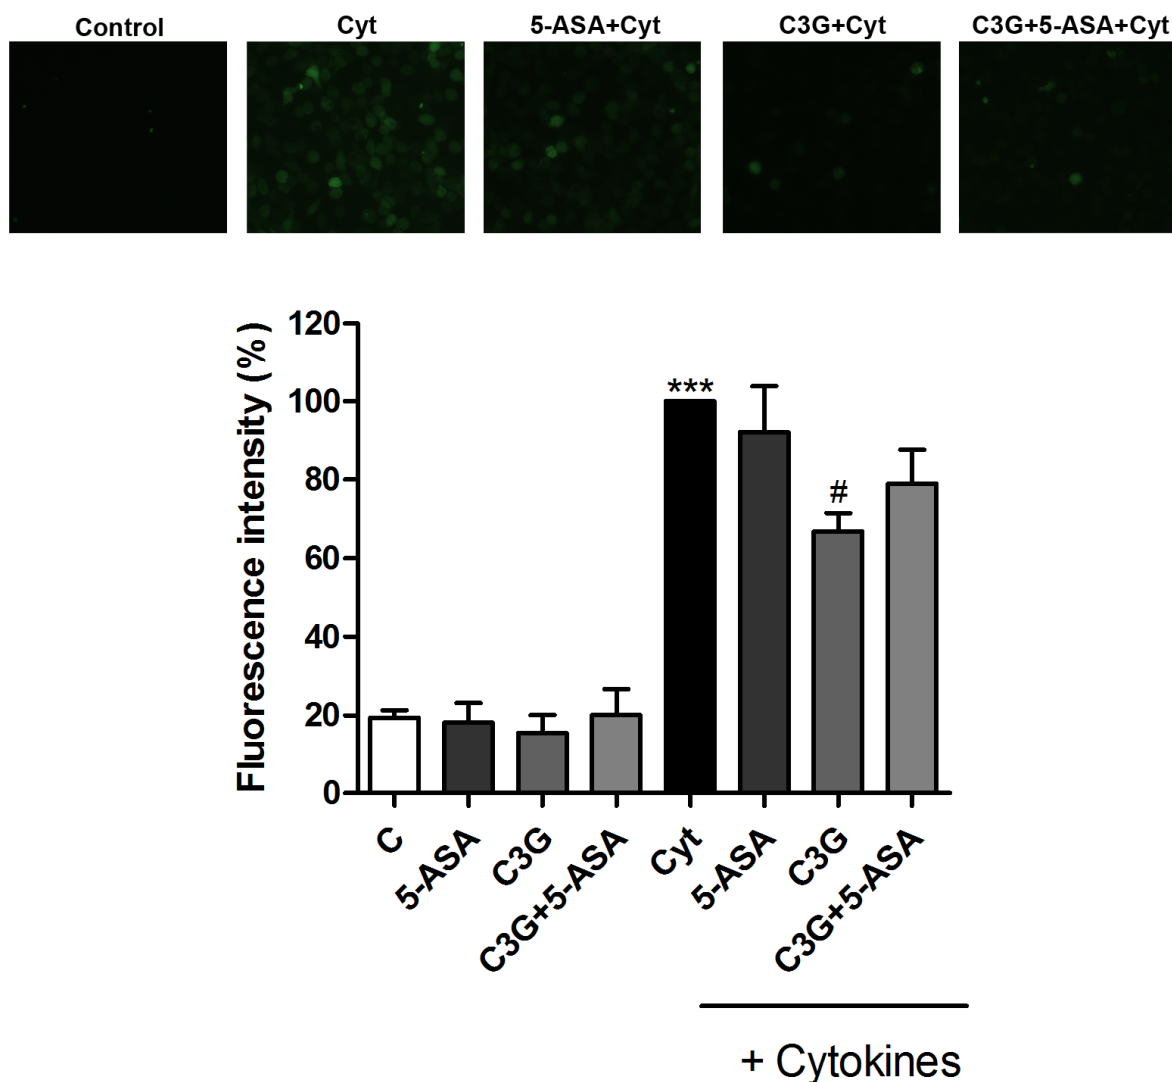 Control Cyt 5-ASA+Cyt C3G+Cyt C3G+5-ASA+Cyt
Fluorescence intensity (%)
120
100
80
60
40
20
0
***
#
C 5-ASA C3G C3G+5-ASA Cyt 5-ASA C3G C3G+5-ASA
+ Cytokines